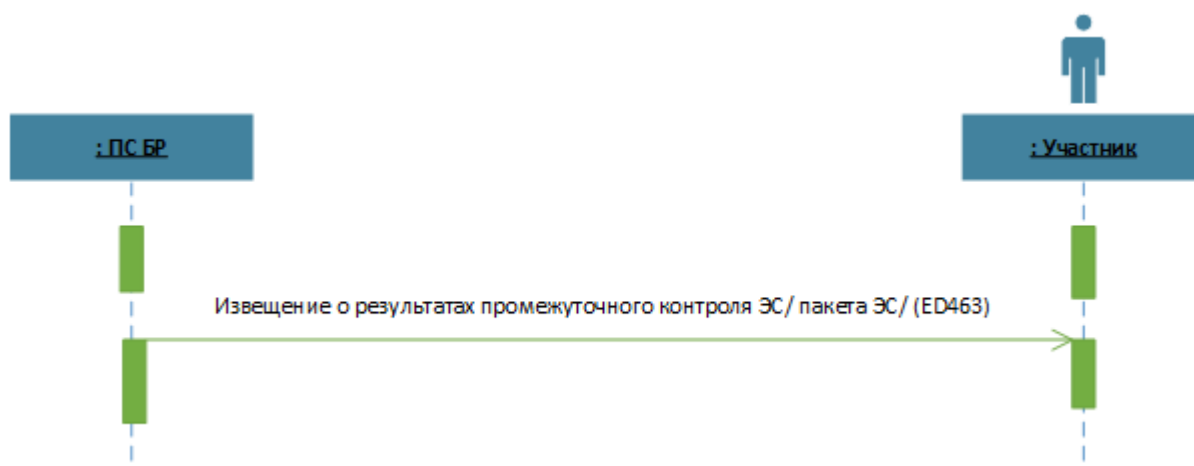 : ПС БР
: Участник
Извещение о результатах промежуточного контроля ЭС/ пакета ЭС/ (ED463)